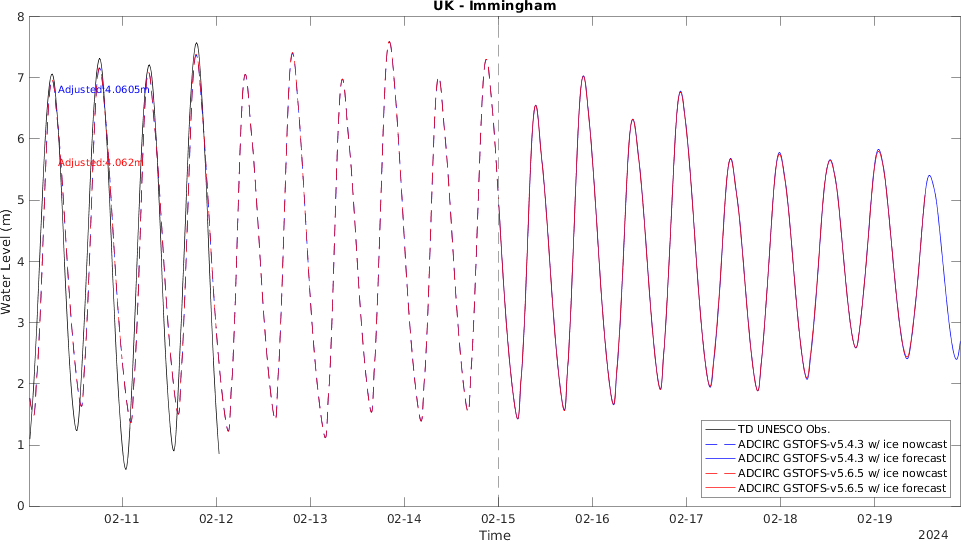 UK - Immingham
8
7
6
5
4
3
2
1
0
Water Level (m)
Adjusted:4.0605m
Adjusted:4.062m
TD UNESCO Obs.
ADCIRC GSTOFS-v5.4.3 w/ ice nowcast
ADCIRC GSTOFS-v5.4.3 w/ ice forecast
ADCIRC GSTOFS-v5.6.5 w/ ice nowcast
ADCIRC GSTOFS-v5.6.5 w/ ice forecast
02-11 02-12 02-13 02-14 02-15 02-16 02-17 02-18 02-19
Time
2024